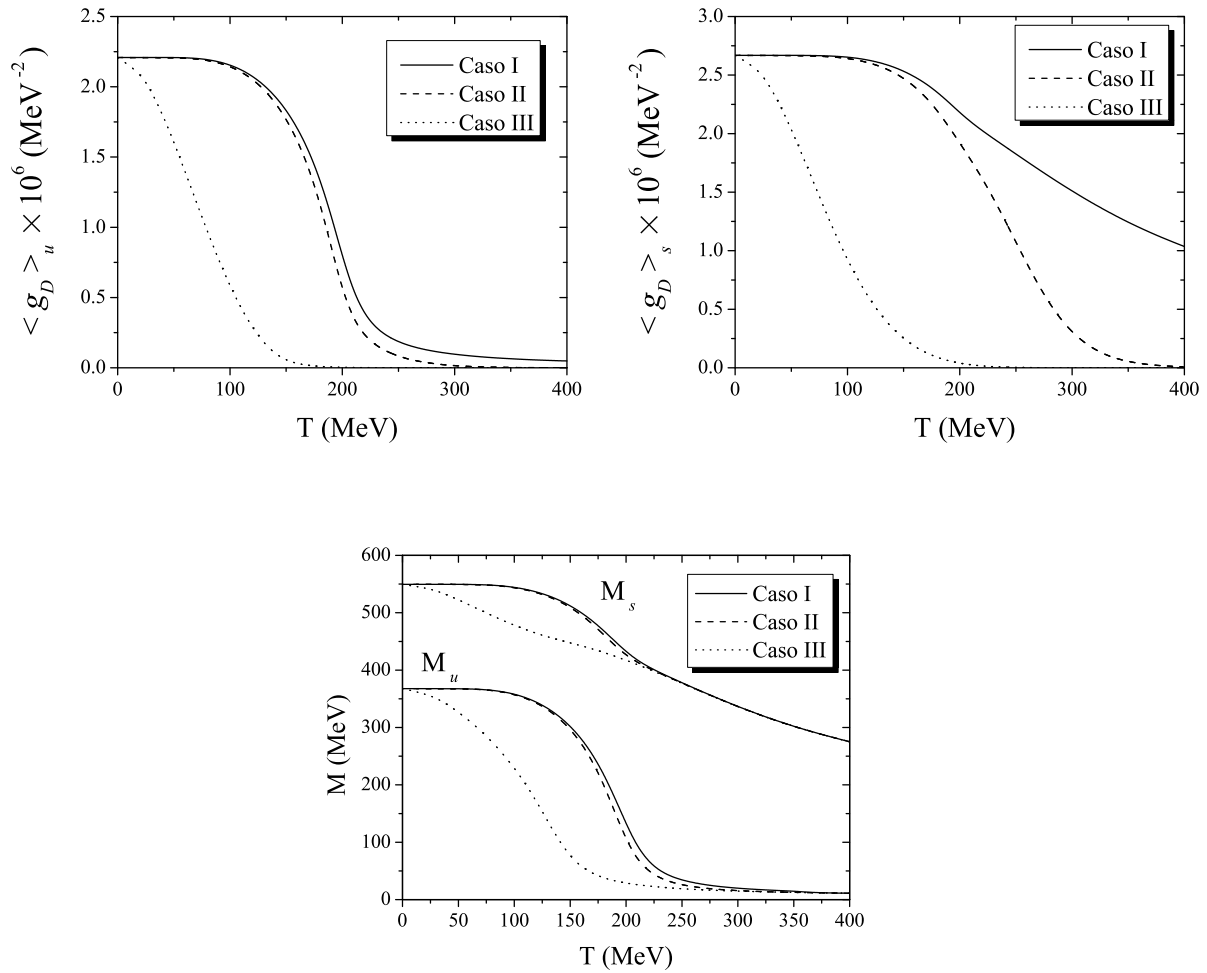 < g_D >_u × 10^6 (MeV^-2)
2.5
2.0
1.5
1.0
0.5
0.0
0 100 200 300 400
T (MeV)
Caso I
Caso II
Caso III
< g_D >_s × 10^6 (MeV^-2)
3.0
2.5
2.0
1.5
1.0
0.5
0.0
0 100 200 300 400
T (MeV)
Caso I
Caso II
Caso III
M (MeV)
600
500
400
300
200
100
0
0 50 100 150 200 250 300 350 400
T (MeV)
M_s
M_u
Caso I
Caso II
Caso III